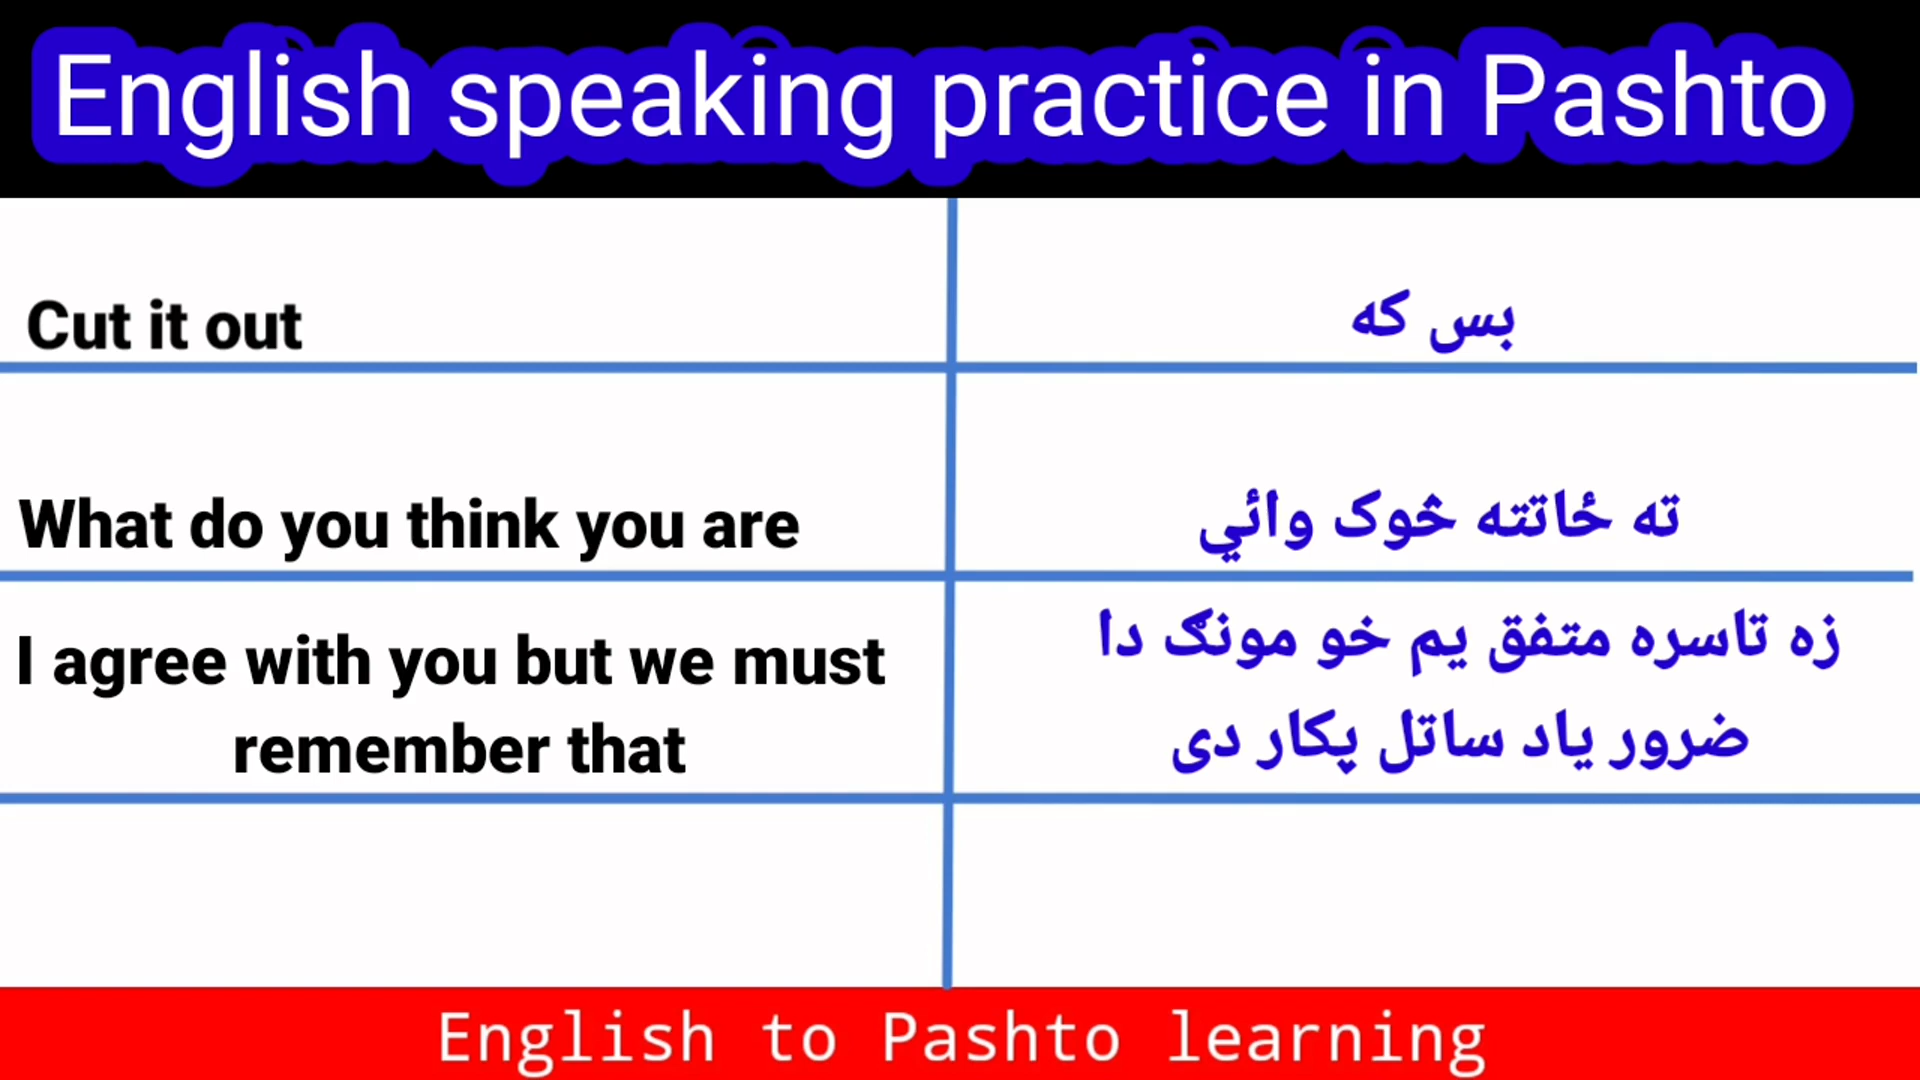 English speaking practice in Pashto
Cut it out
بس که
What do you think you are
ته ځاتته څوک وائي
I agree with you but we must
remember that
زه تاسره متفق یم خو مونګ دا
ضرور یاد ساتل پکار دی
English to Pashto learning